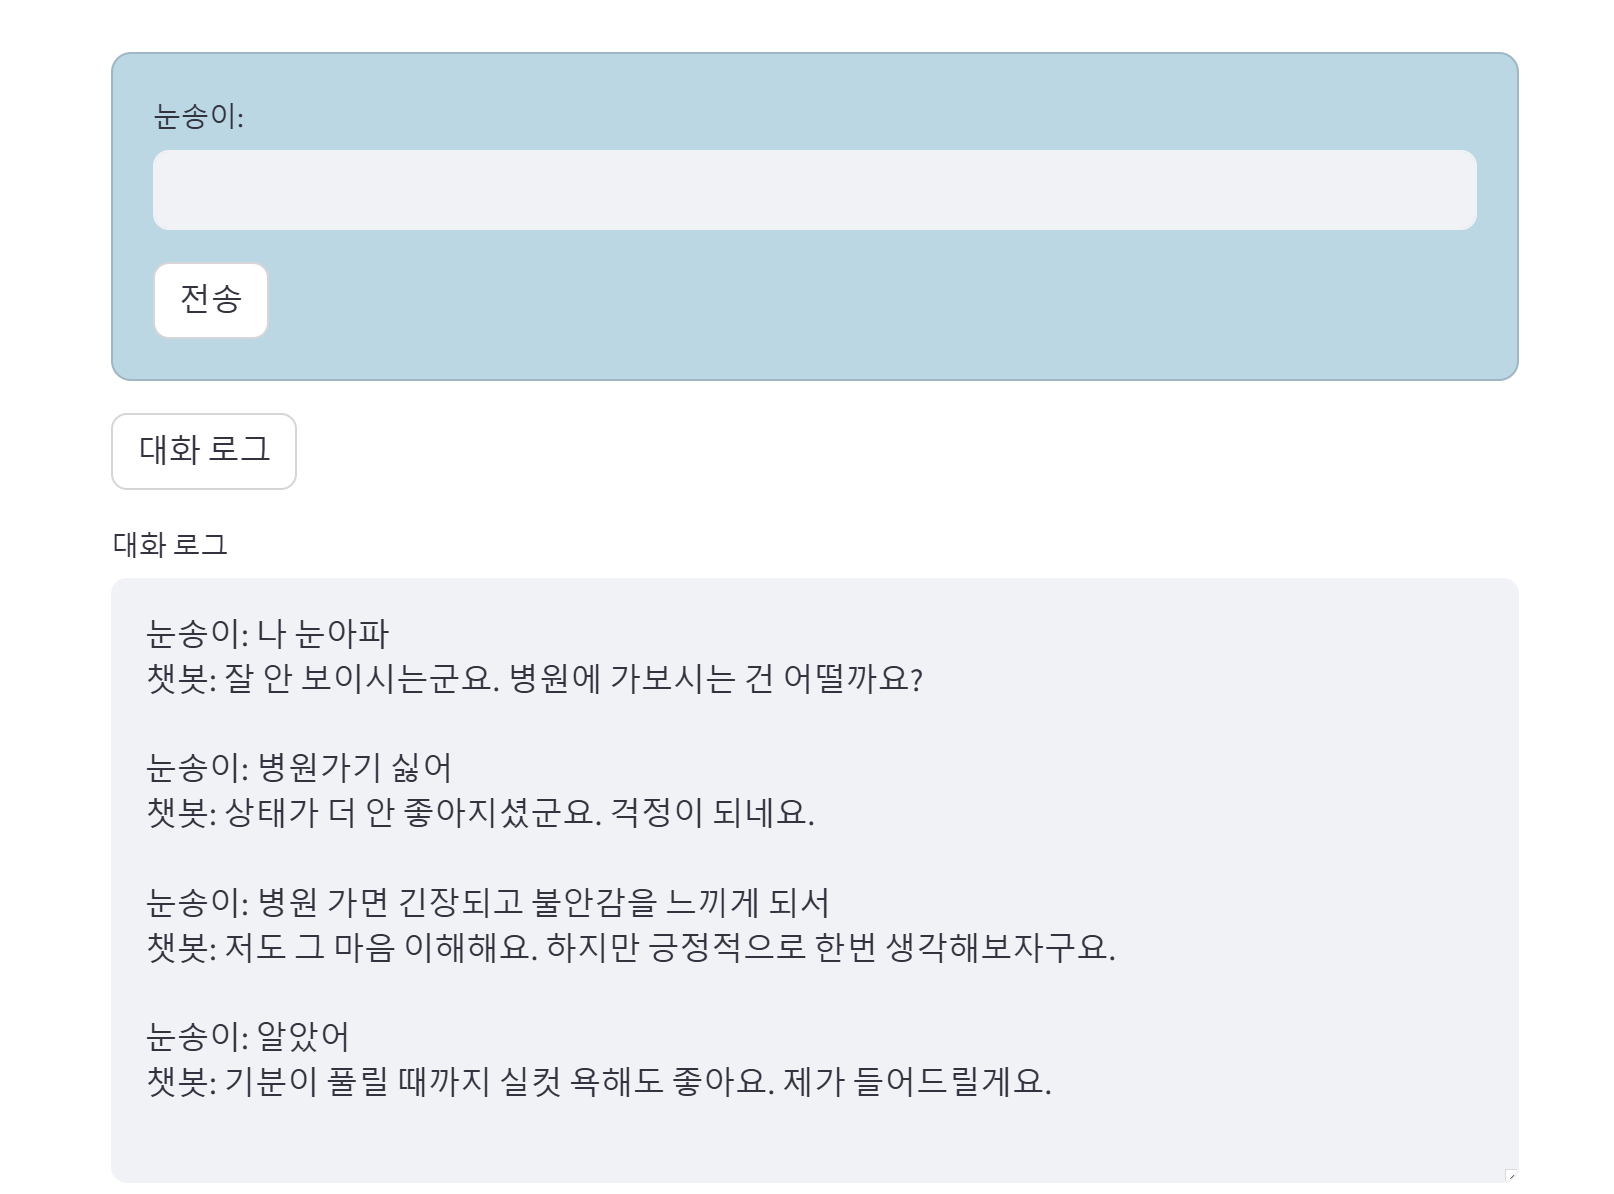 눈송이:
전송
대화 로그
대화 로그
눈송이: 나 눈아파
챗봇: 잘 안 보이시는군요. 병원에 가보시는 건 어떨까요?
눈송이: 병원가기 싫어
챗봇: 상태가 더 안 좋아지셨군요. 걱정이 되네요.
눈송이: 병원 가면 긴장되고 불안감을 느끼게 되서
챗봇: 저도 그 마음 이해해요. 하지만 긍정적으로 한번 생각해보자구요.
눈송이: 알았어
챗봇: 기분이 풀릴 때까지 실컷 욕해도 좋아요. 제가 들어드릴게요.